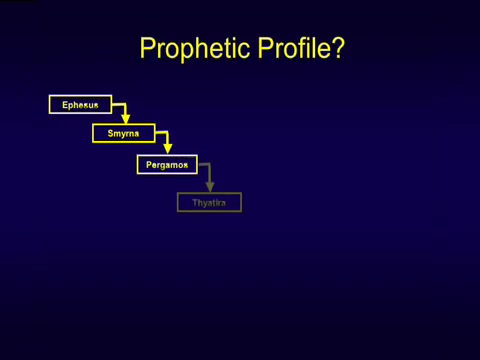 Prophetic Profile?
Ephesus
Smyrna
Pergamos
Thyatira